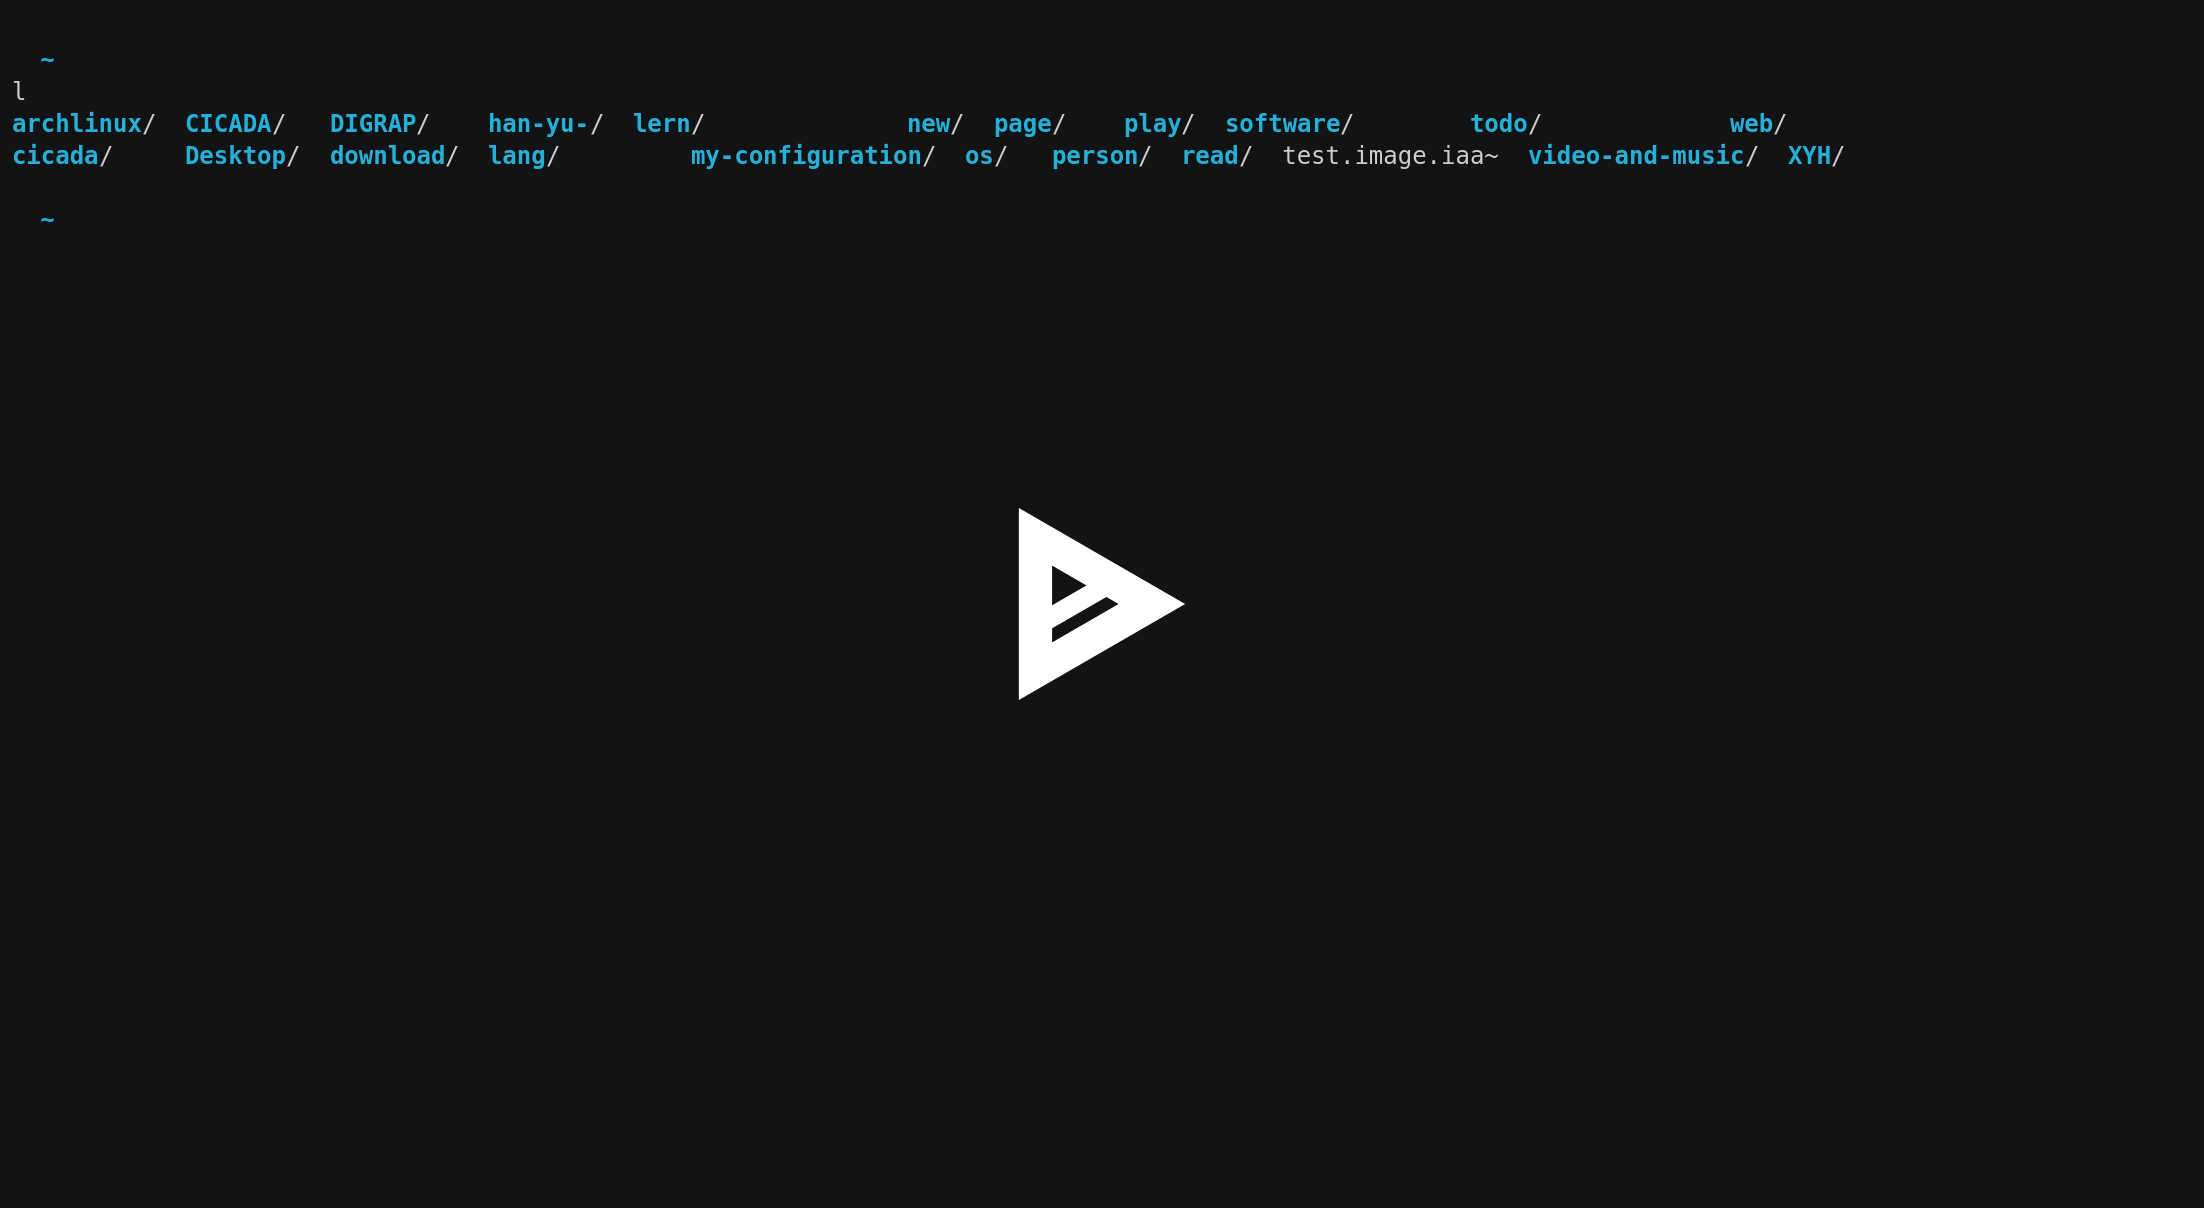 ~
l
archlinux/  CICADA/   DIGRAP/    han-yu-/  lern/              new/  page/    play/  software/        todo/             web/
cicada/     Desktop/  download/  lang/         my-configuration/  os/   person/  read/  test.image.iaa~  video-and-music/  XYH/
~